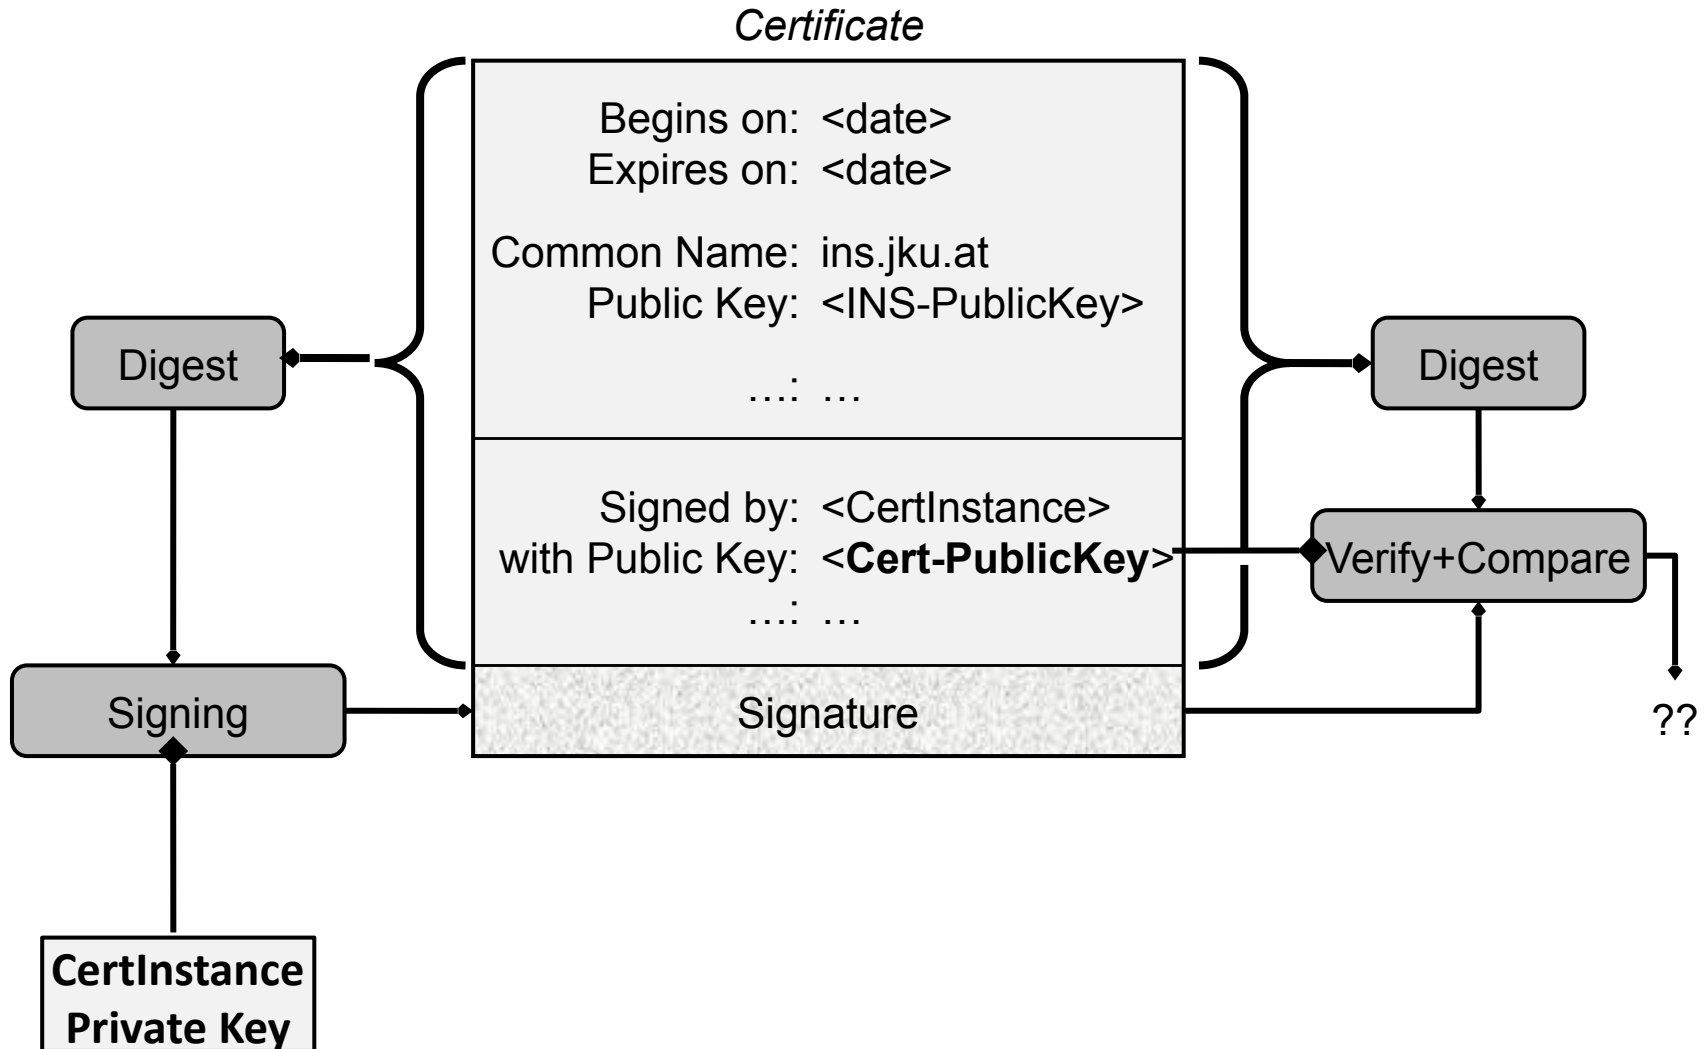 Certificate
Begins on: <date>
Expires on: <date>
Common Name: ins.jku.at
Public Key: <INS-PublicKey>
…: …
Digest
Digest
Signed by: <CertInstance>
with Public Key: <Cert-PublicKey>
…: …
Verify+Compare
Signing
Signature
??
CertInstance
Private Key